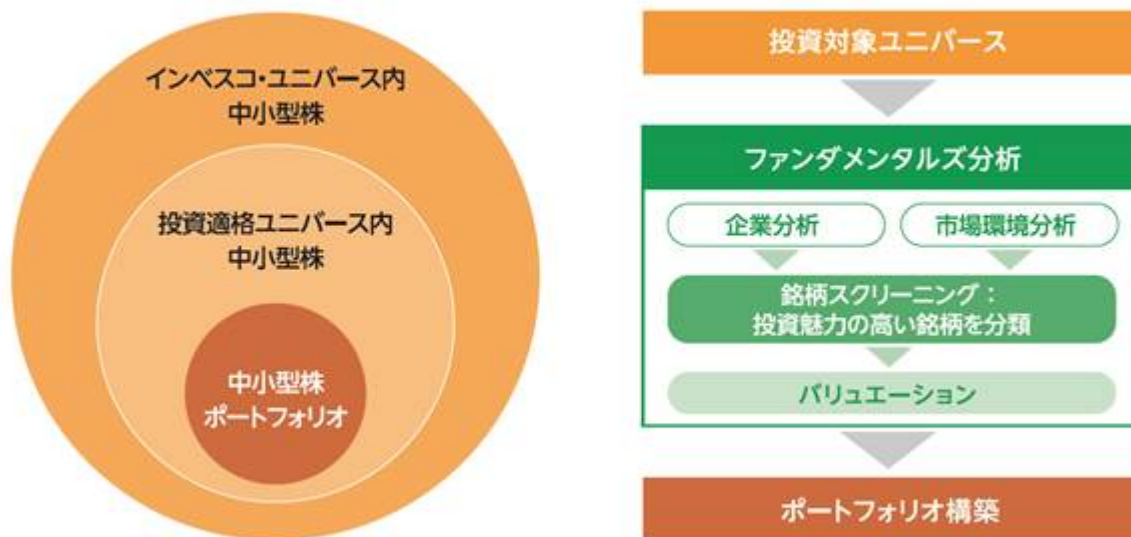 インベスコ・ユニバース内
中小型株
投資適格ユニバース内
中小型株
中小型株
ポートフォリオ
投資対象ユニバース
ファンダメンタルズ分析
企業分析
市場環境分析
銘柄スクリーニング：
投資魅力の高い銘柄を分類
バリュエーション
ポートフォリオ構築